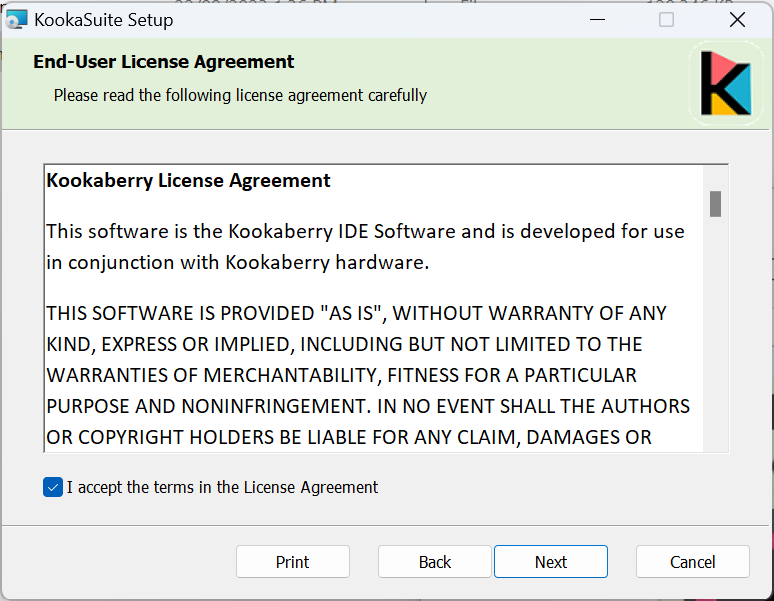 KookaSuite Setup
End-User License Agreement
Please read the following license agreement carefully
Kookaberry License Agreement
This software is the Kookaberry IDE Software and is developed for use
in conjunction with Kookaberry hardware.
THIS SOFTWARE IS PROVIDED "AS IS", WITHOUT WARRANTY OF ANY
KIND, EXPRESS OR IMPLIED, INCLUDING BUT NOT LIMITED TO THE
WARRANTIES OF MERCHANTABILITY, FITNESS FOR A PARTICULAR
PURPOSE AND NONINFRINGEMENT. IN NO EVENT SHALL THE AUTHORS
OR COPYRIGHT HOLDERS BE LIABLE FOR ANY CLAIM, DAMAGES OR
I accept the terms in the License Agreement
Print Back Next Cancel